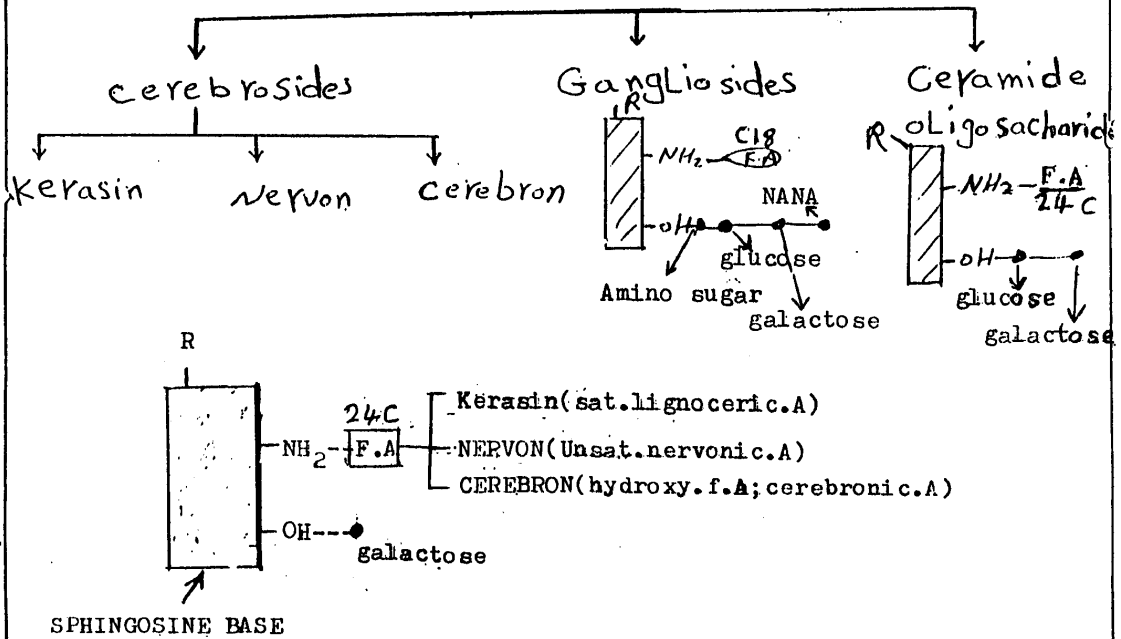 cerebrosides
Gangliosides
Ceramide
oligosacharide
Kerasin
Nervon
cerebron
R
NH2
C18
F.A
OH
NANA
glucose
Amino sugar
galactose
R
NH2
F.A
24 C
OH
glucose
galactose
R
24C
NH2
F.A
Kerasin(sat.lignoceric.A)
NERVON(Unsat.nervonic.A)
CEREBRON(hydroxy.f.A;cerebronic.A)
OH
galactose
SPHINGOSINE BASE